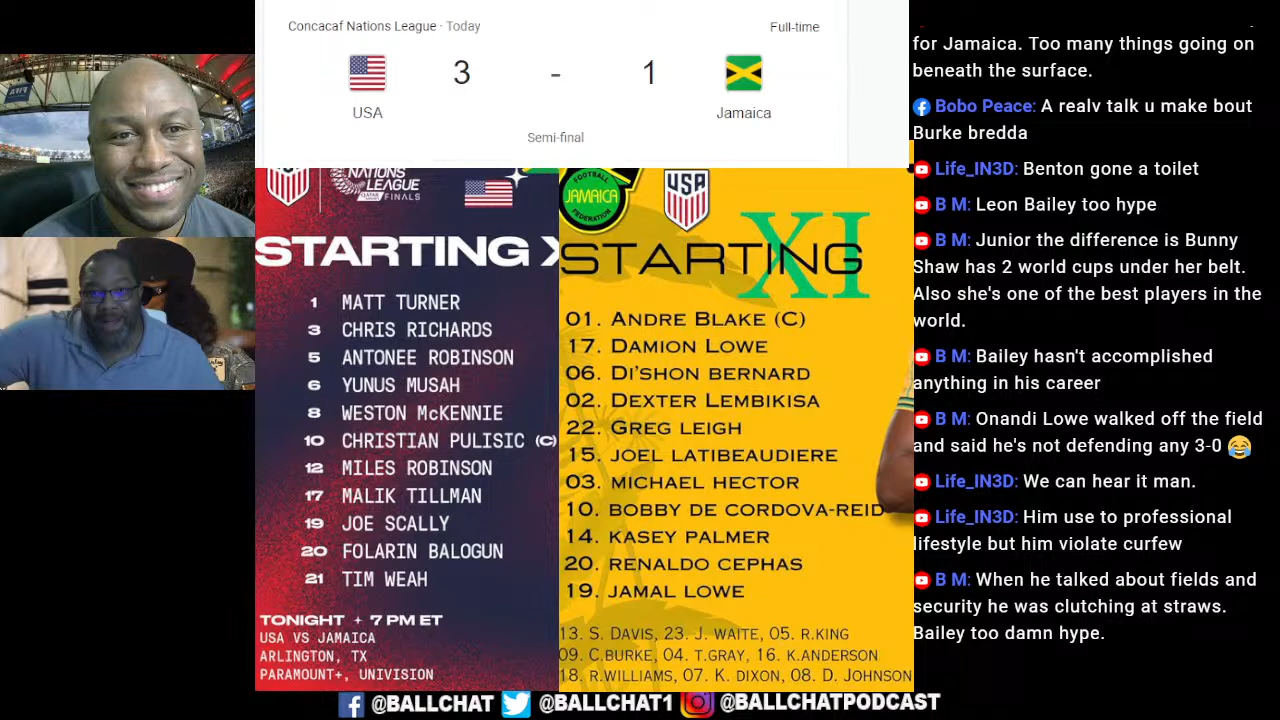 Concacaf Nations League · Today
Full-time
3 - 1
USA
Jamaica
Semi-final
NATIONS
LEAGUE
FINALS
STARTING X
1 MATT TURNER
3 CHRIS RICHARDS
5 ANTONEE ROBINSON
6 YUNUS MUSAH
8 WESTON McKENNIE
10 CHRISTIAN PULISIC (C)
12 MILES ROBINSON
17 MALIK TILLMAN
19 JOE SCALLY
20 FOLARIN BALOGUN
21 TIM WEAH
TONIGHT + 7 PM ET
USA VS JAMAICA
ARLINGTON, TX
PARAMOUNT+, UNIVISION
FOOTBALL
JAMAICA
FEDERATION
USA
STARTING
XI
01. ANDRE BLAKE (C)
17. DAMION LOWE
06. DI'SHON BERNARD
02. DEXTER LEMBIKISA
22. GREG LEIGH
15. JOEL LATIBEAUDIERE
03. MICHAEL HECTOR
10. BOBBY DE CORDOVA-REID
14. KASEY PALMER
20. RENALDO CEPHAS
19. JAMAL LOWE
13. S. DAVIS, 23. J. WAITE, 05. R.KING
09. C.BURKE, 04. T.GRAY, 16. K.ANDERSON
18. R.WILLIAMS, 07. K. DIXON, 08. D. JOHNSON
for Jamaica. Too many things going on
beneath the surface.
Bobo Peace: A realv talk u make bout
Burke bredda
Life_IN3D: Benton gone a toilet
B M: Leon Bailey too hype
B M: Junior the difference is Bunny
Shaw has 2 world cups under her belt.
Also she's one of the best players in the
world.
B M: Bailey hasn't accomplished
anything in his career
B M: Onandi Lowe walked off the field
and said he's not defending any 3-0 😂
Life_IN3D: We can hear it man.
Life_IN3D: Him use to professional
lifestyle but him violate curfew
B M: When he talked about fields and
security he was clutching at straws.
Bailey too damn hype.
@BALLCHAT @BALLCHAT1 @BALLCHATPODCAST